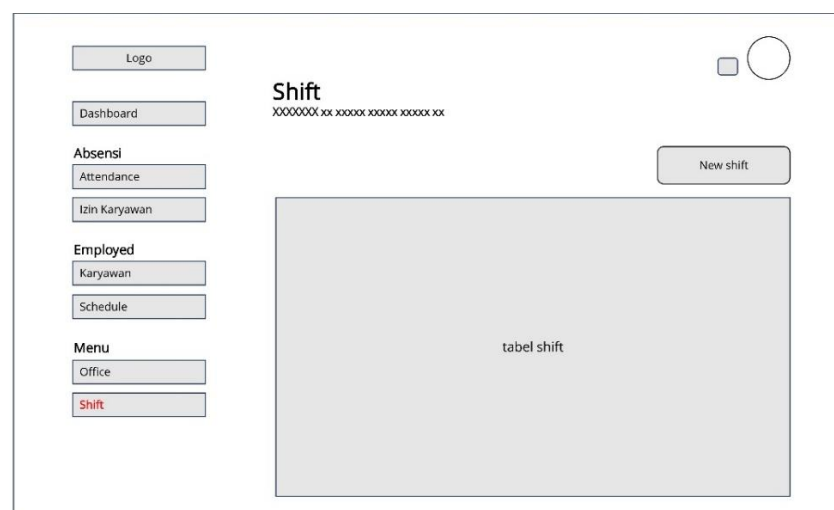 Logo
Dashboard
Absensi
Attendance
Izin Karyawan
Employed
Karyawan
Schedule
Menu
Office
Shift
Shift
XXXXXXX xx xxxxx xxxxx xxxxx xx
New shift
tabel shift